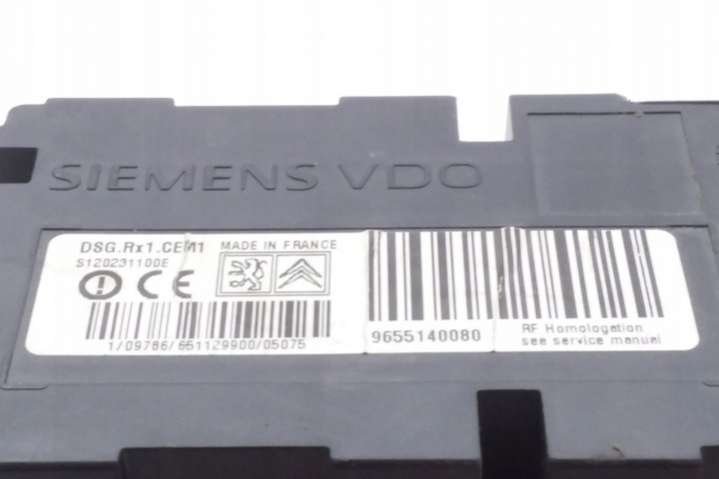 SIEMENS VDO
DSG.Rx1.CEM1 MADE IN FRANCE
S120231100E
CE
1/09786/651129900/05075
9655140080
RF Homologation
see service manual